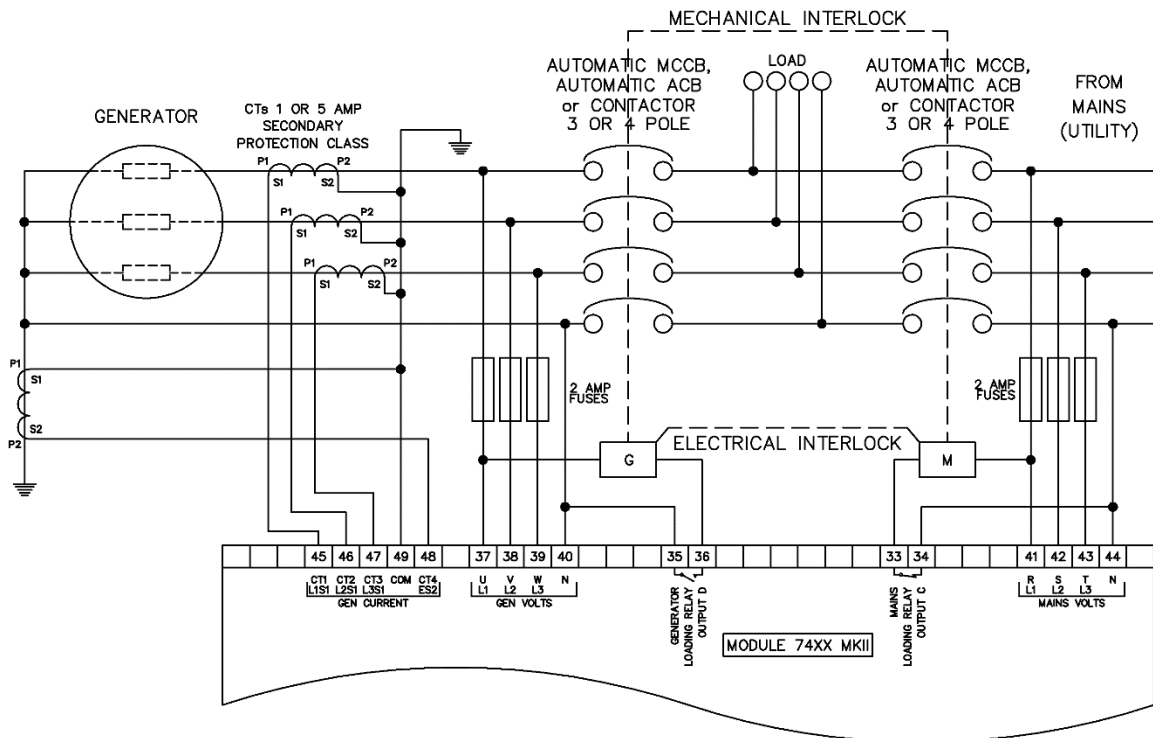 MECHANICAL INTERLOCK
AUTOMATIC MCCB,
AUTOMATIC ACB
or CONTACTOR
3 OR 4 POLE
LOAD
AUTOMATIC MCCB,
AUTOMATIC ACB
or CONTACTOR
3 OR 4 POLE
FROM
MAINS
(UTILITY)
GENERATOR
CTs 1 OR 5 AMP
SECONDARY
PROTECTION CLASS
P1 P2
S1 S2
P1 P2
S1 S2
P1 P2
S1 S2
P1
S1
S2
P2
2 AMP
FUSES
2 AMP
FUSES
ELECTRICAL INTERLOCK
G
M
45 46 47 49 48 37 38 39 40 35 36 33 34 41 42 43 44
CT1 CT2 CT3 COM CT4
L1S1 L2S1 L3S1 ES2
GEN CURRENT
U V W N
L1 L2 L3
GEN VOLTS
GENERATOR
LOADING RELAY
OUTPUT D
MAINS
LOADING RELAY
OUTPUT C
R S T N
L1 L2 L3
MAINS VOLTS
MODULE 74XX MKII